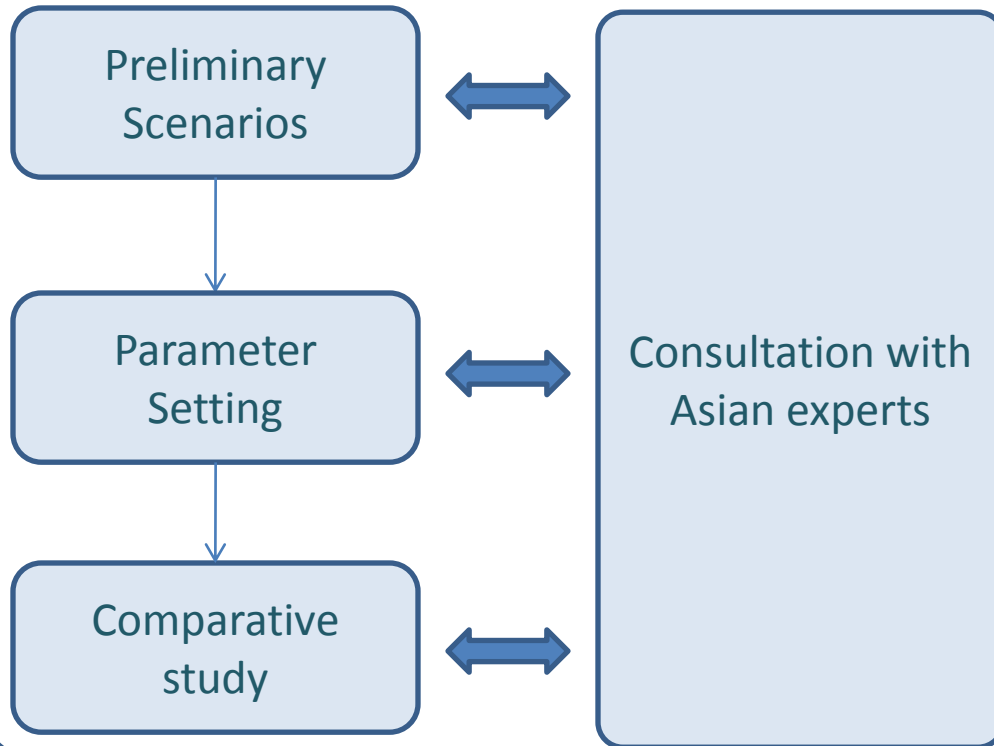 Preliminary
Scenarios
Parameter
Setting
Comparative
study
Consultation with
Asian experts